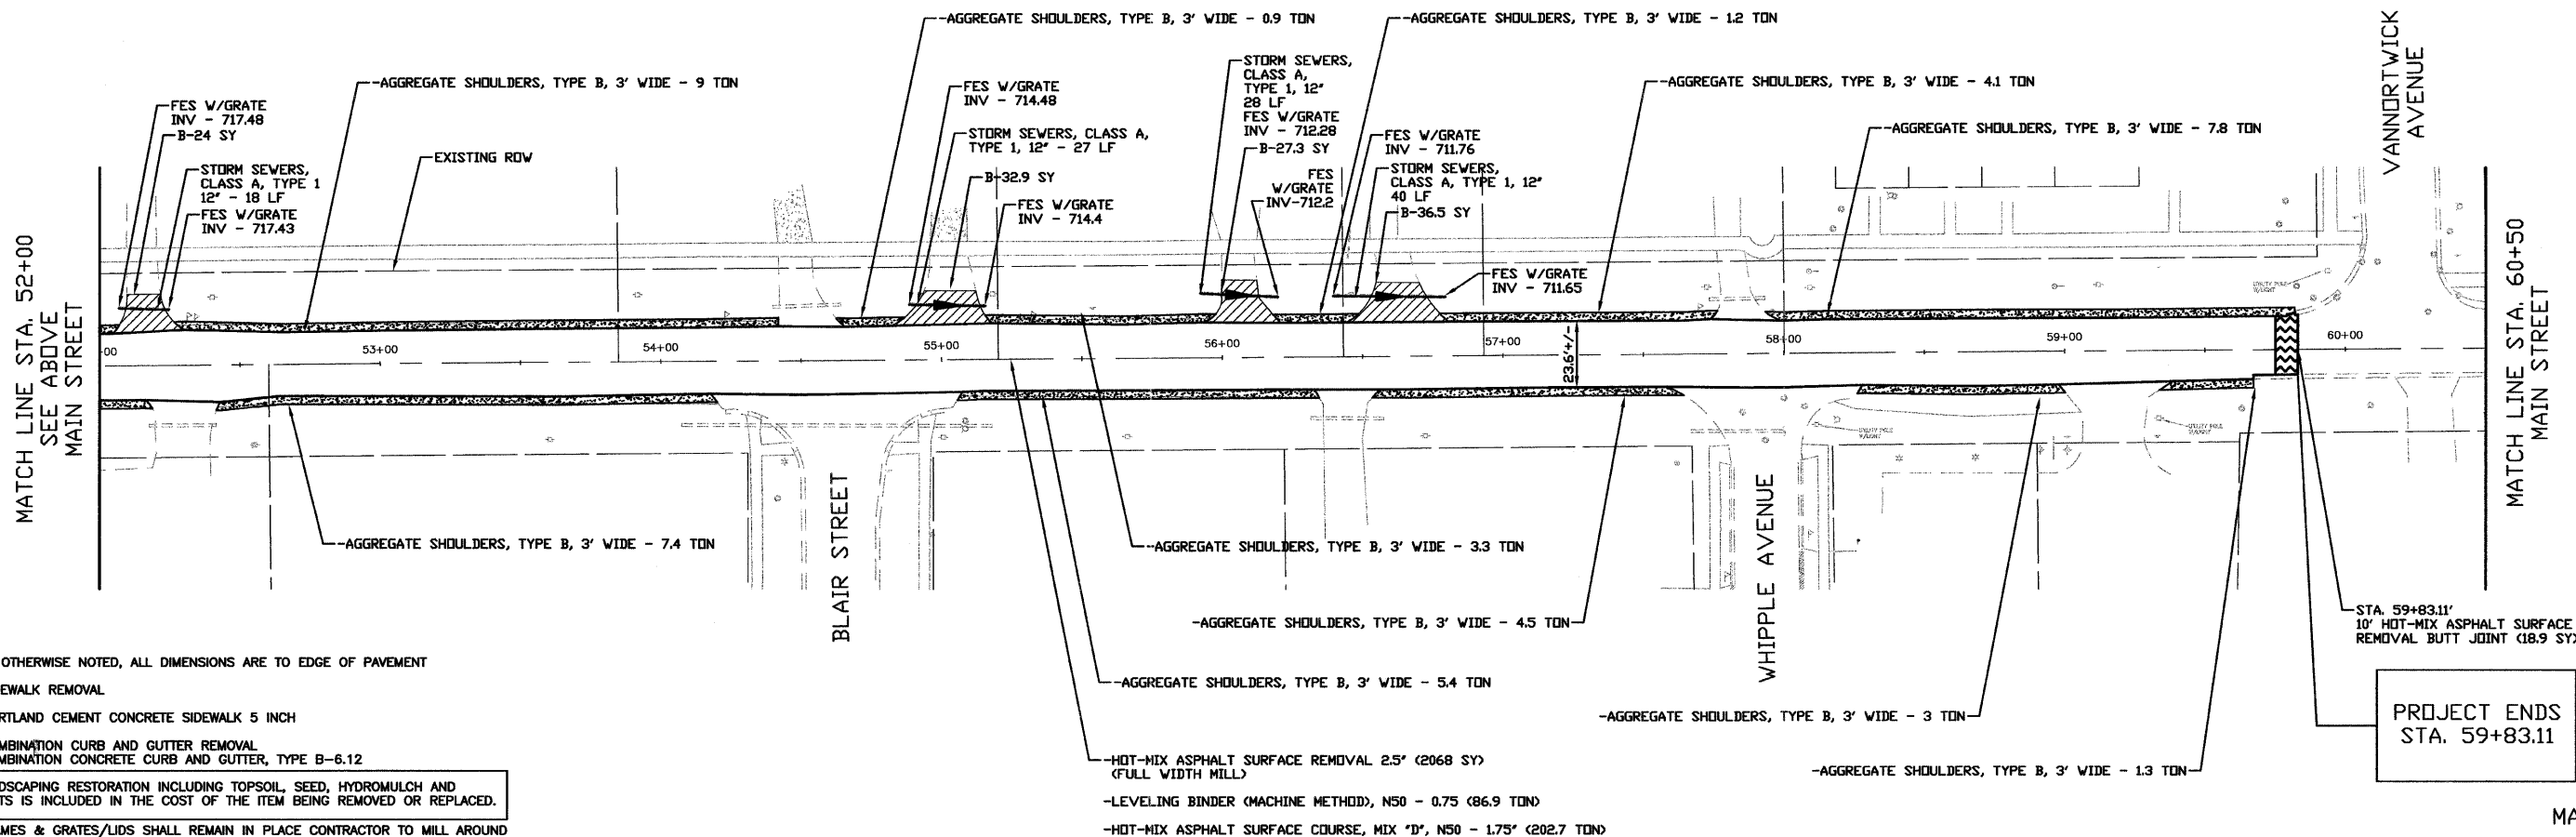 -AGGREGATE SHOULDERS, TYPE B, 3' WIDE - 0.9 TON
-AGGREGATE SHOULDERS, TYPE B, 3' WIDE - 1.2 TON
VANNORTWICK
AVENUE
-AGGREGATE SHOULDERS, TYPE B, 3' WIDE - 9 TON
FES W/GRATE
INV - 717.48
B-24 SY
STORM SEWERS,
CLASS A, TYPE 1
12" - 18 LF
FES W/GRATE
INV - 717.43
EXISTING ROW
FES W/GRATE
INV - 714.48
STORM SEWERS, CLASS A,
TYPE 1, 12" - 27 LF
B-32.9 SY
FES W/GRATE
INV - 714.4
STORM SEWERS,
CLASS A,
TYPE 1, 12"
28 LF
FES W/GRATE
INV - 712.28
B-27.3 SY
FES
W/GRATE
INV-712.2
FES W/GRATE
INV - 711.76
STORM SEWERS,
CLASS A, TYPE 1, 12"
40 LF
B-36.5 SY
FES W/GRATE
INV - 711.65
-AGGREGATE SHOULDERS, TYPE B, 3' WIDE - 4.1 TON
-AGGREGATE SHOULDERS, TYPE B, 3' WIDE - 7.8 TON
UTILITY POLE
W/LIGHT
MATCH LINE STA. 52+00
SEE ABOVE
MAIN STREET
-00
53+00
54+00
55+00
56+00
57+00
23.6'+/-
58+00
59+00
60+00
MATCH LINE STA. 60+50
MAIN STREET
UTILITY POLE
W/LIGHT
UTILITY POLE
W/LIGHT
BLAIR STREET
WHIPPLE AVENUE
-AGGREGATE SHOULDERS, TYPE B, 3' WIDE - 7.4 TON
-AGGREGATE SHOULDERS, TYPE B, 3' WIDE - 3.3 TON
-AGGREGATE SHOULDERS, TYPE B, 3' WIDE - 4.5 TON
-AGGREGATE SHOULDERS, TYPE B, 3' WIDE - 5.4 TON
-AGGREGATE SHOULDERS, TYPE B, 3' WIDE - 3 TON
-AGGREGATE SHOULDERS, TYPE B, 3' WIDE - 1.3 TON
STA. 59+83.11'
10' HOT-MIX ASPHALT SURFACE
REMOVAL BUTT JOINT (18.9 SY)
PROJECT ENDS
STA. 59+83.11
-HOT-MIX ASPHALT SURFACE REMOVAL 2.5" (2068 SY)
(FULL WIDTH MILL)
-LEVELING BINDER (MACHINE METHOD), N50 - 0.75 (86.9 TON)
-HOT-MIX ASPHALT SURFACE COURSE, MIX "D", N50 - 1.75" (202.7 TON)
OTHERWISE NOTED, ALL DIMENSIONS ARE TO EDGE OF PAVEMENT
EWALK REMOVAL
RTLAND CEMENT CONCRETE SIDEWALK 5 INCH
MBINATION CURB AND GUTTER REMOVAL
MBINATION CONCRETE CURB AND GUTTER, TYPE B-6.12
DSCAPING RESTORATION INCLUDING TOPSOIL, SEED, HYDROMULCH AND
TS IS INCLUDED IN THE COST OF THE ITEM BEING REMOVED OR REPLACED.
MES & GRATES/LIDS SHALL REMAIN IN PLACE CONTRACTOR TO MILL AROUND
MA